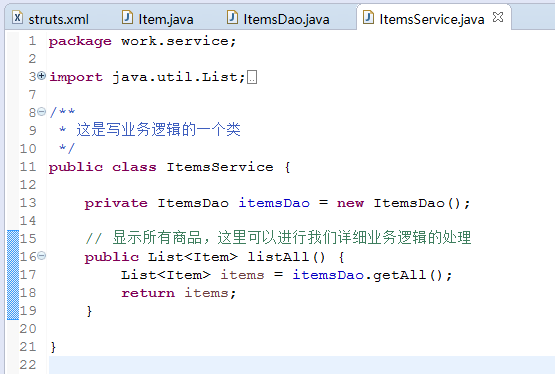 struts.xml Item.java ItemsDao.java ItemsService.java
1 package work.service;
2
3 import java.util.List;
7
8 /**
9 * 这是写业务逻辑的一个类
10 */
11 public class ItemsService {
12
13 private ItemsDao itemsDao = new ItemsDao();
14
15 // 显示所有商品，这里可以进行我们详细业务逻辑的处理
16 public List<Item> listAll() {
17 List<Item> items = itemsDao.getAll();
18 return items;
19 }
20
21 }
22